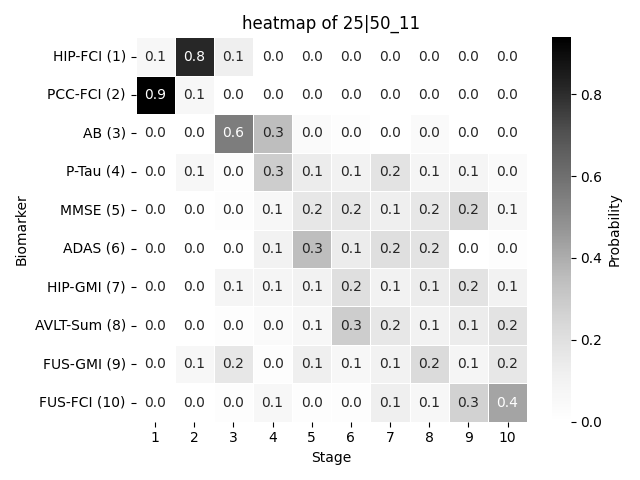 heatmap of 25|50_11
HIP-FCI (1) 0.1 0.8 0.1 0.0 0.0 0.0 0.0 0.0 0.0 0.0
PCC-FCI (2) 0.9 0.1 0.0 0.0 0.0 0.0 0.0 0.0 0.0 0.0
AB (3) 0.0 0.0 0.6 0.3 0.0 0.0 0.0 0.0 0.0 0.0
P-Tau (4) 0.0 0.1 0.0 0.3 0.1 0.1 0.2 0.1 0.1 0.0
MMSE (5) 0.0 0.0 0.0 0.1 0.2 0.2 0.1 0.2 0.2 0.1
ADAS (6) 0.0 0.0 0.0 0.1 0.3 0.1 0.2 0.2 0.0 0.0
HIP-GMI (7) 0.0 0.0 0.1 0.1 0.1 0.2 0.1 0.1 0.2 0.1
AVLT-Sum (8) 0.0 0.0 0.0 0.0 0.1 0.3 0.2 0.1 0.1 0.2
FUS-GMI (9) 0.0 0.1 0.2 0.0 0.1 0.1 0.1 0.2 0.1 0.2
FUS-FCI (10) 0.0 0.0 0.0 0.1 0.0 0.0 0.1 0.1 0.3 0.4
1 2 3 4 5 6 7 8 9 10
Stage
Biomarker
0.8
0.6
0.4
0.2
0.0
Probability